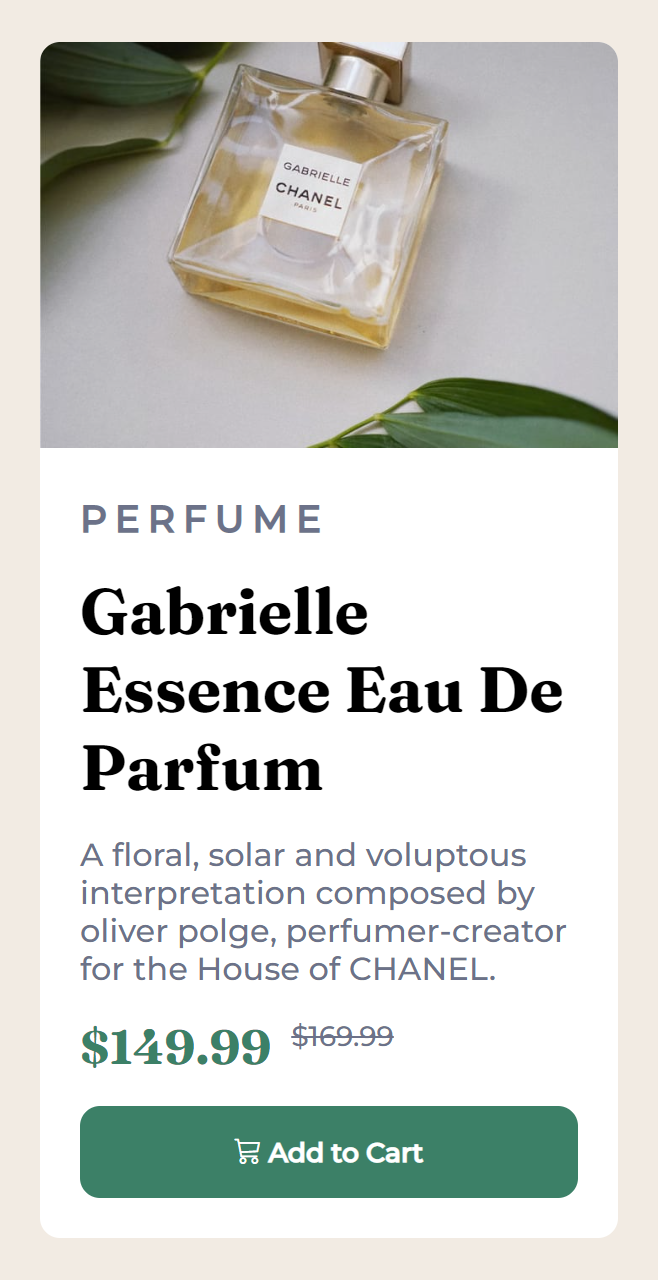 GABRIELLE
CHANEL
PARIS
PERFUME
Gabrielle
Essence Eau De
Parfum
A floral, solar and voluptous
interpretation composed by
oliver polge, perfumer-creator
for the House of CHANEL.
$149.99 $169.99
Add to Cart